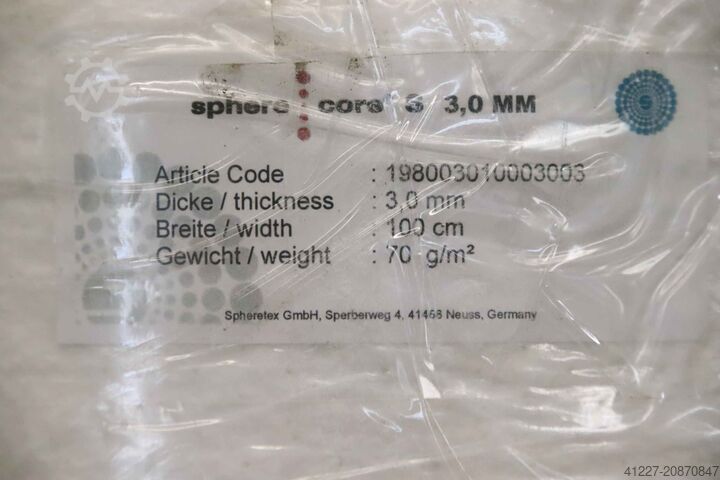 sphere core S 3,0 MM
Article Code : 198003010003003
Dicke / thickness : 3,0 mm
Breite / width : 100 cm
Gewicht / weight : 70 g/m²
Spheretex GmbH, Sperberweg 4, 41468 Neuss, Germany
41227-20870847